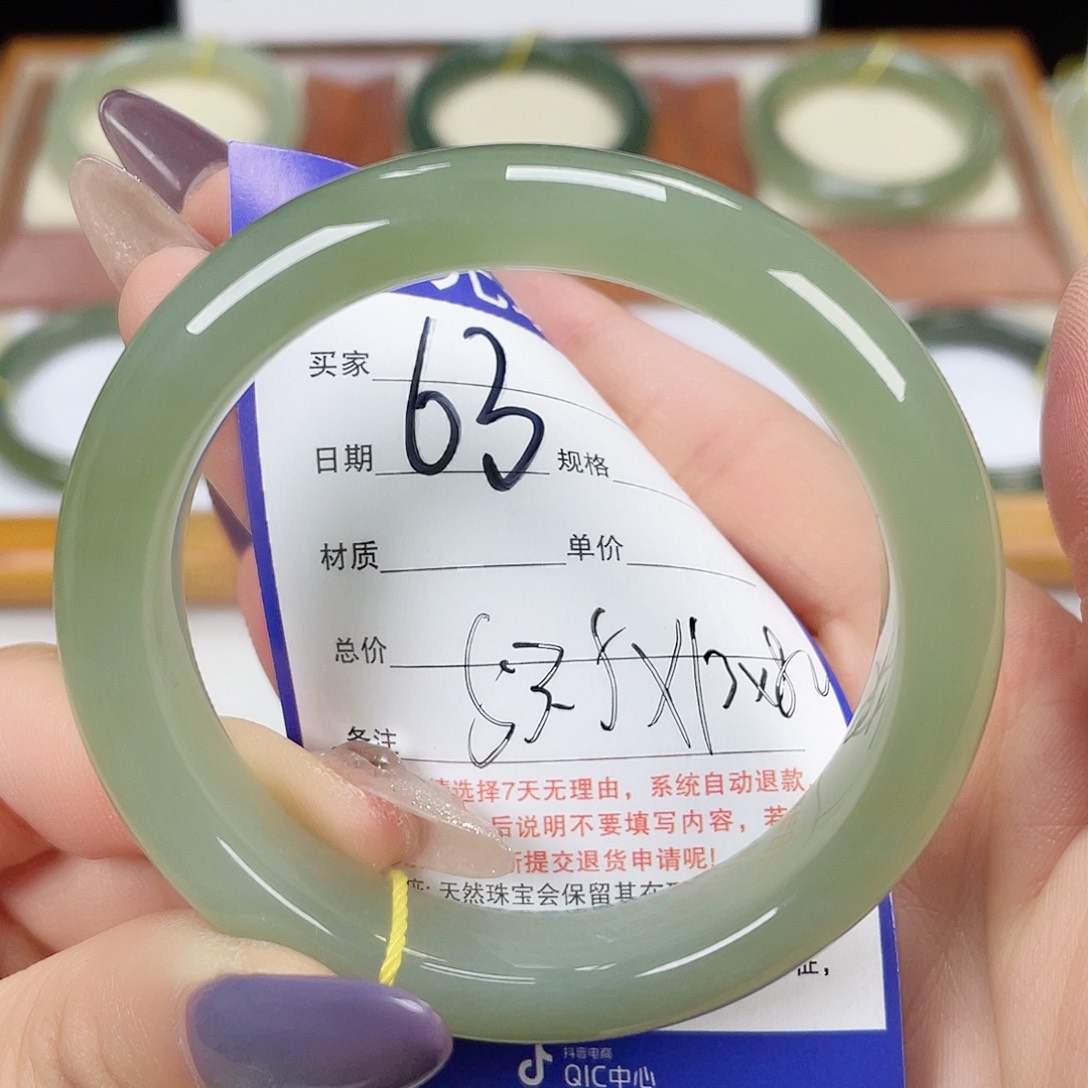 买家
63
日期 规格
材质 单价
总价
备注
选择7天无理由，系统自动退款
后说明不要填写内容，若
提交退货申请呢!
天然珠宝会保留其在
证，
抖音电商
QIC中心